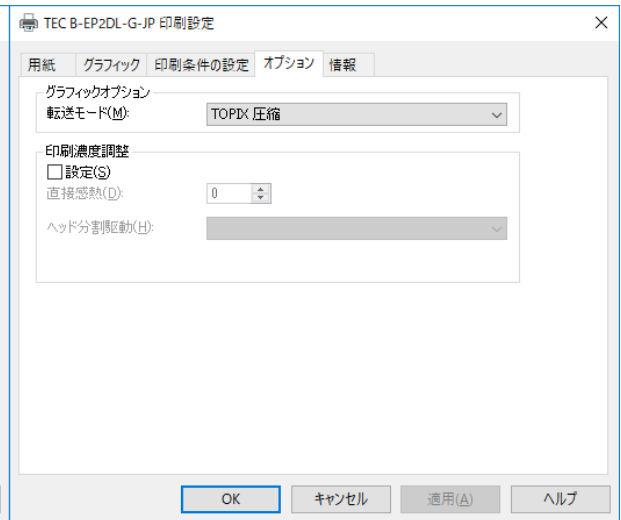 TEC B-EP2DL-G-JP 印刷設定
用紙 グラフィック 印刷条件の設定 オプション 情報
グラフィックオプション
転送モード(M): TOPIX 圧縮
印刷濃度調整
設定(S)
直接感熱(D): 0
ヘッド分割駆動(H):
OK キャンセル 適用(A) ヘルプ